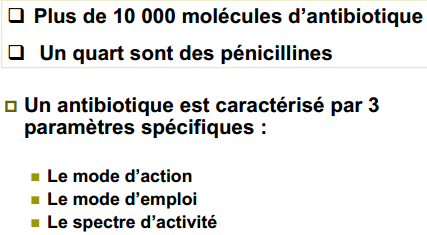 Plus de 10 000 molécules d'antibiotique
Un quart sont des pénicillines
Un antibiotique est caractérisé par 3
paramètres spécifiques :
Le mode d'action
Le mode d'emploi
Le spectre d'activité